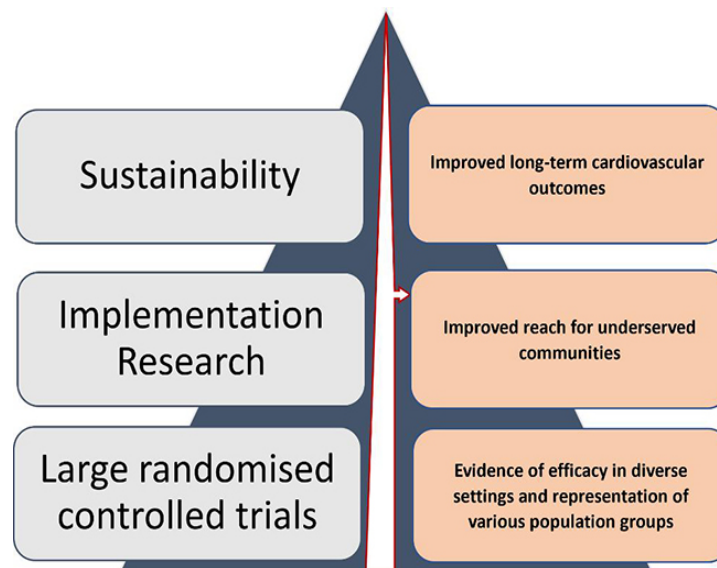 Sustainability
Improved long-term cardiovascular
outcomes
Implementation
Research
Improved reach for underserved
communities
Large randomised
controlled trials
Evidence of efficacy in diverse
settings and representation of
various population groups